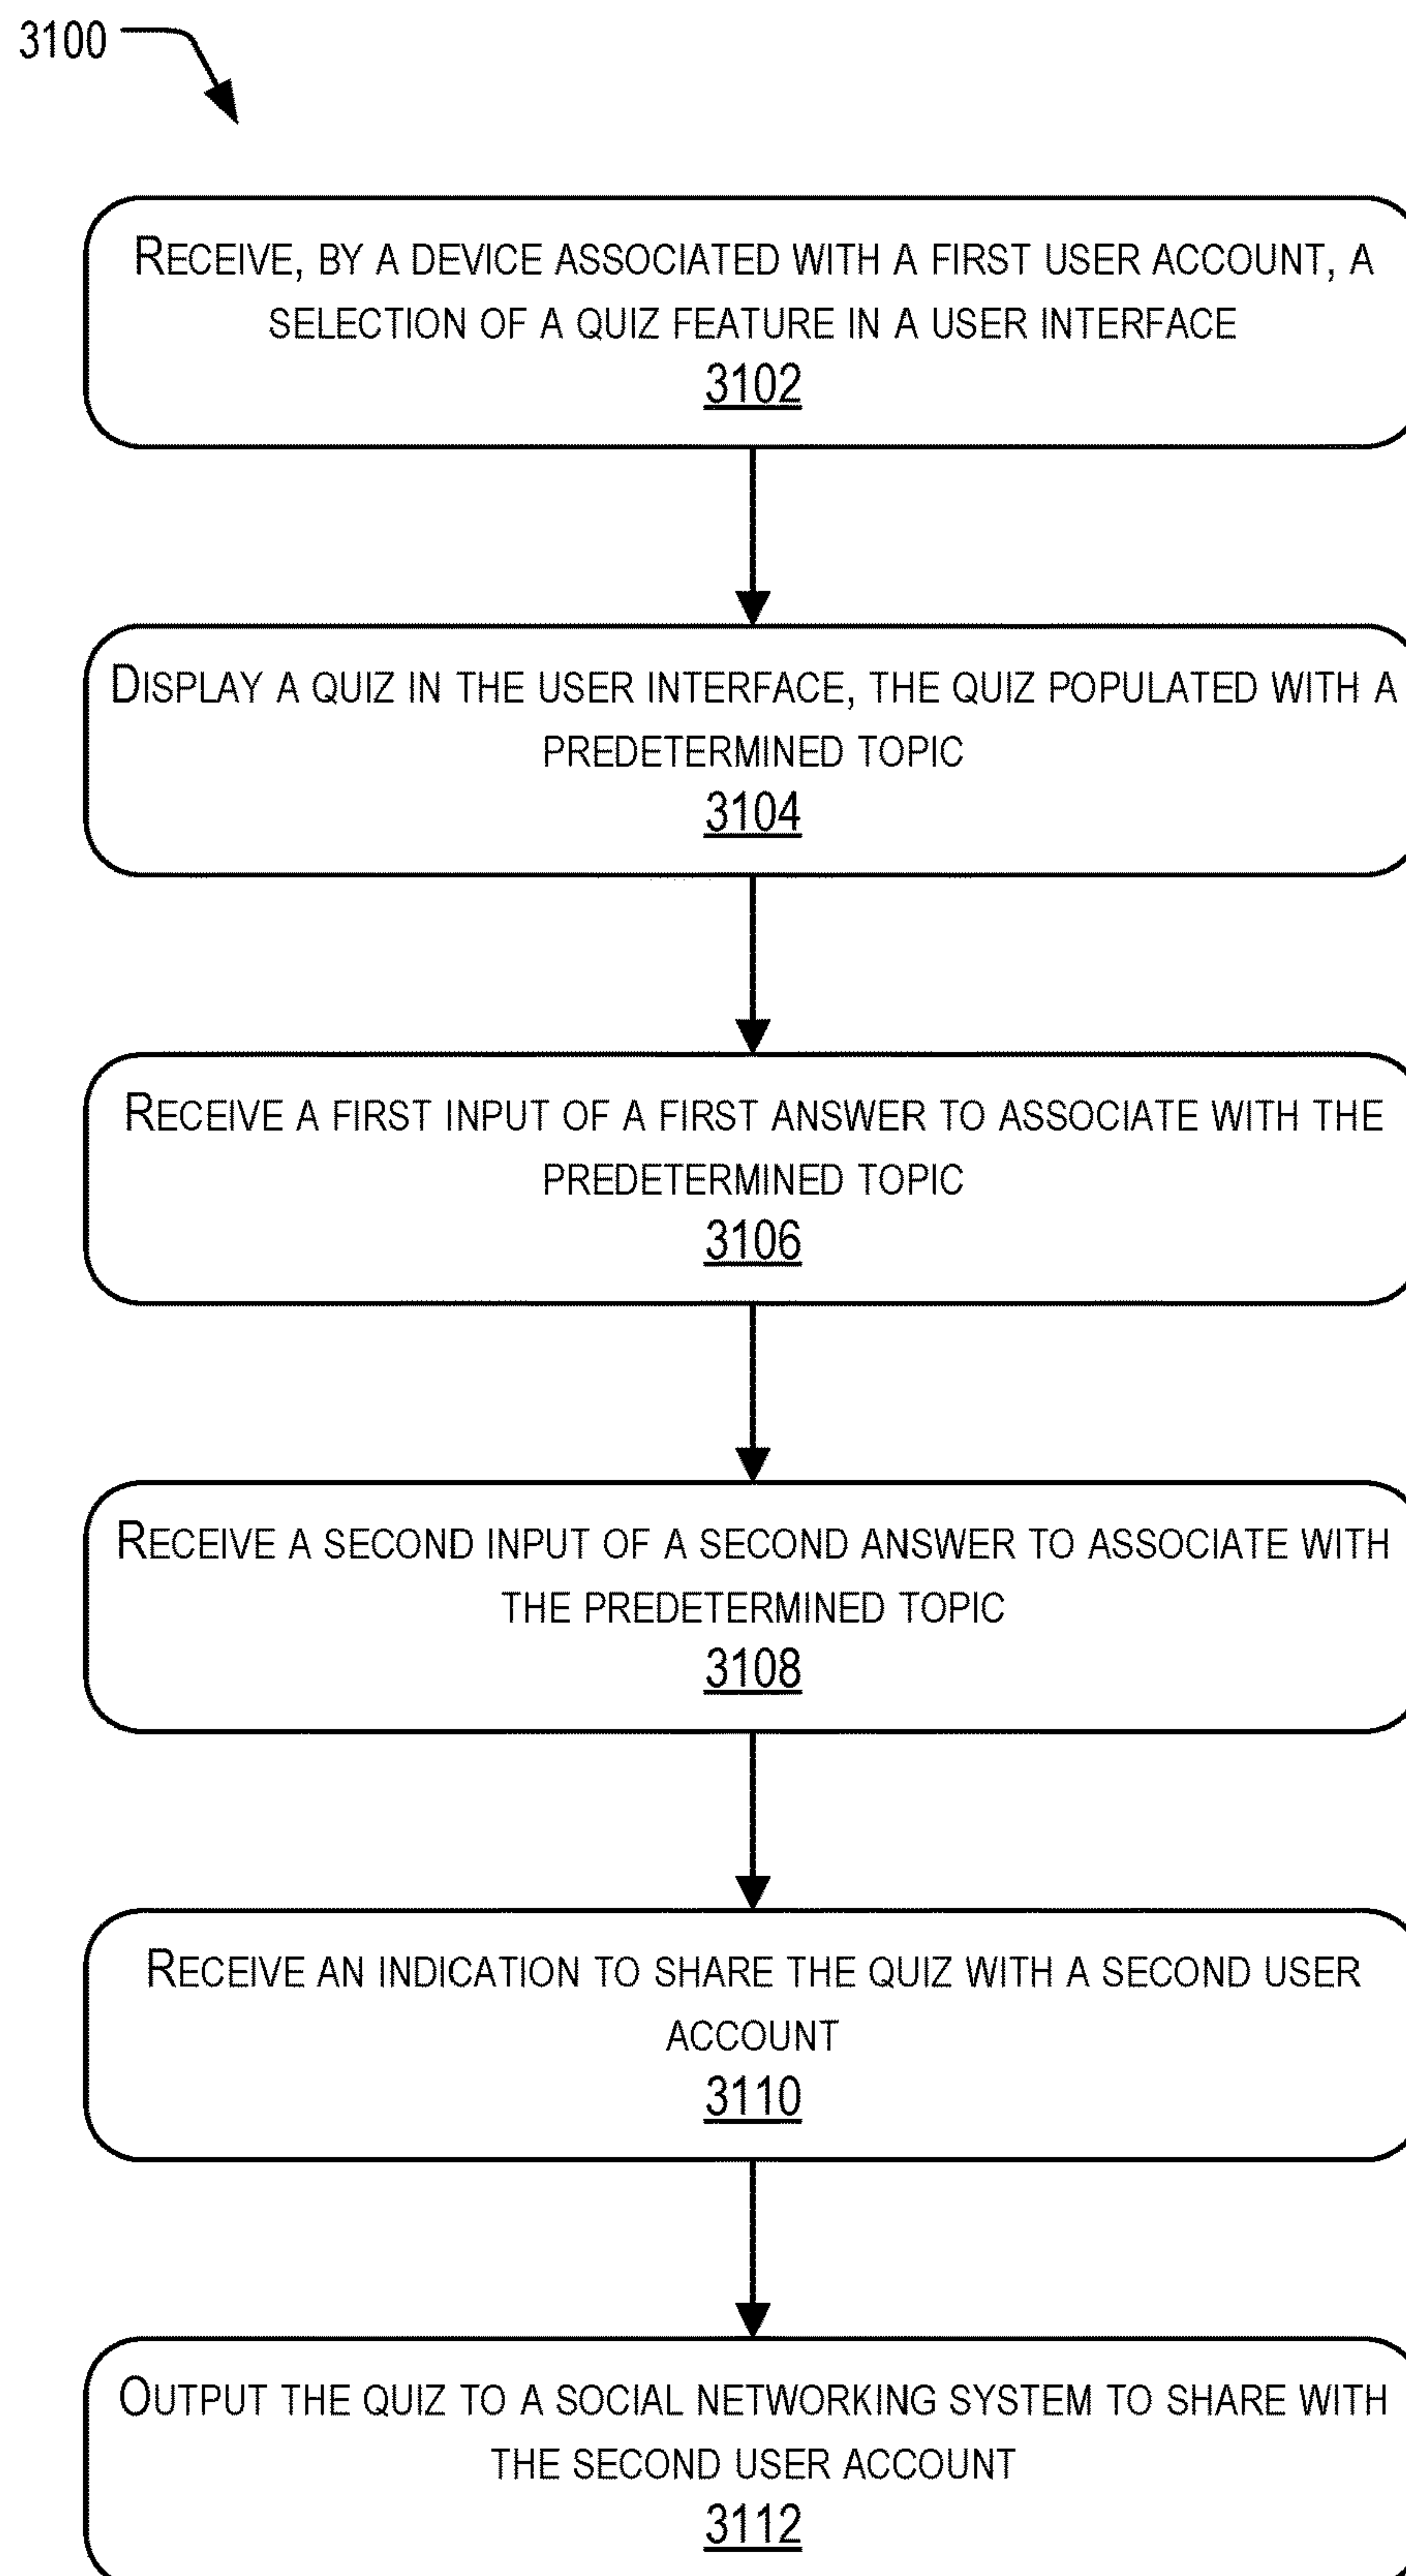 3100
RECEIVE, BY A DEVICE ASSOCIATED WITH A FIRST USER ACCOUNT, A
SELECTION OF A QUIZ FEATURE IN A USER INTERFACE
3102
DISPLAY A QUIZ IN THE USER INTERFACE, THE QUIZ POPULATED WITH A
PREDETERMINED TOPIC
3104
RECEIVE A FIRST INPUT OF A FIRST ANSWER TO ASSOCIATE WITH THE
PREDETERMINED TOPIC
3106
RECEIVE A SECOND INPUT OF A SECOND ANSWER TO ASSOCIATE WITH
THE PREDETERMINED TOPIC
3108
RECEIVE AN INDICATION TO SHARE THE QUIZ WITH A SECOND USER
ACCOUNT
3110
OUTPUT THE QUIZ TO A SOCIAL NETWORKING SYSTEM TO SHARE WITH
THE SECOND USER ACCOUNT
3112